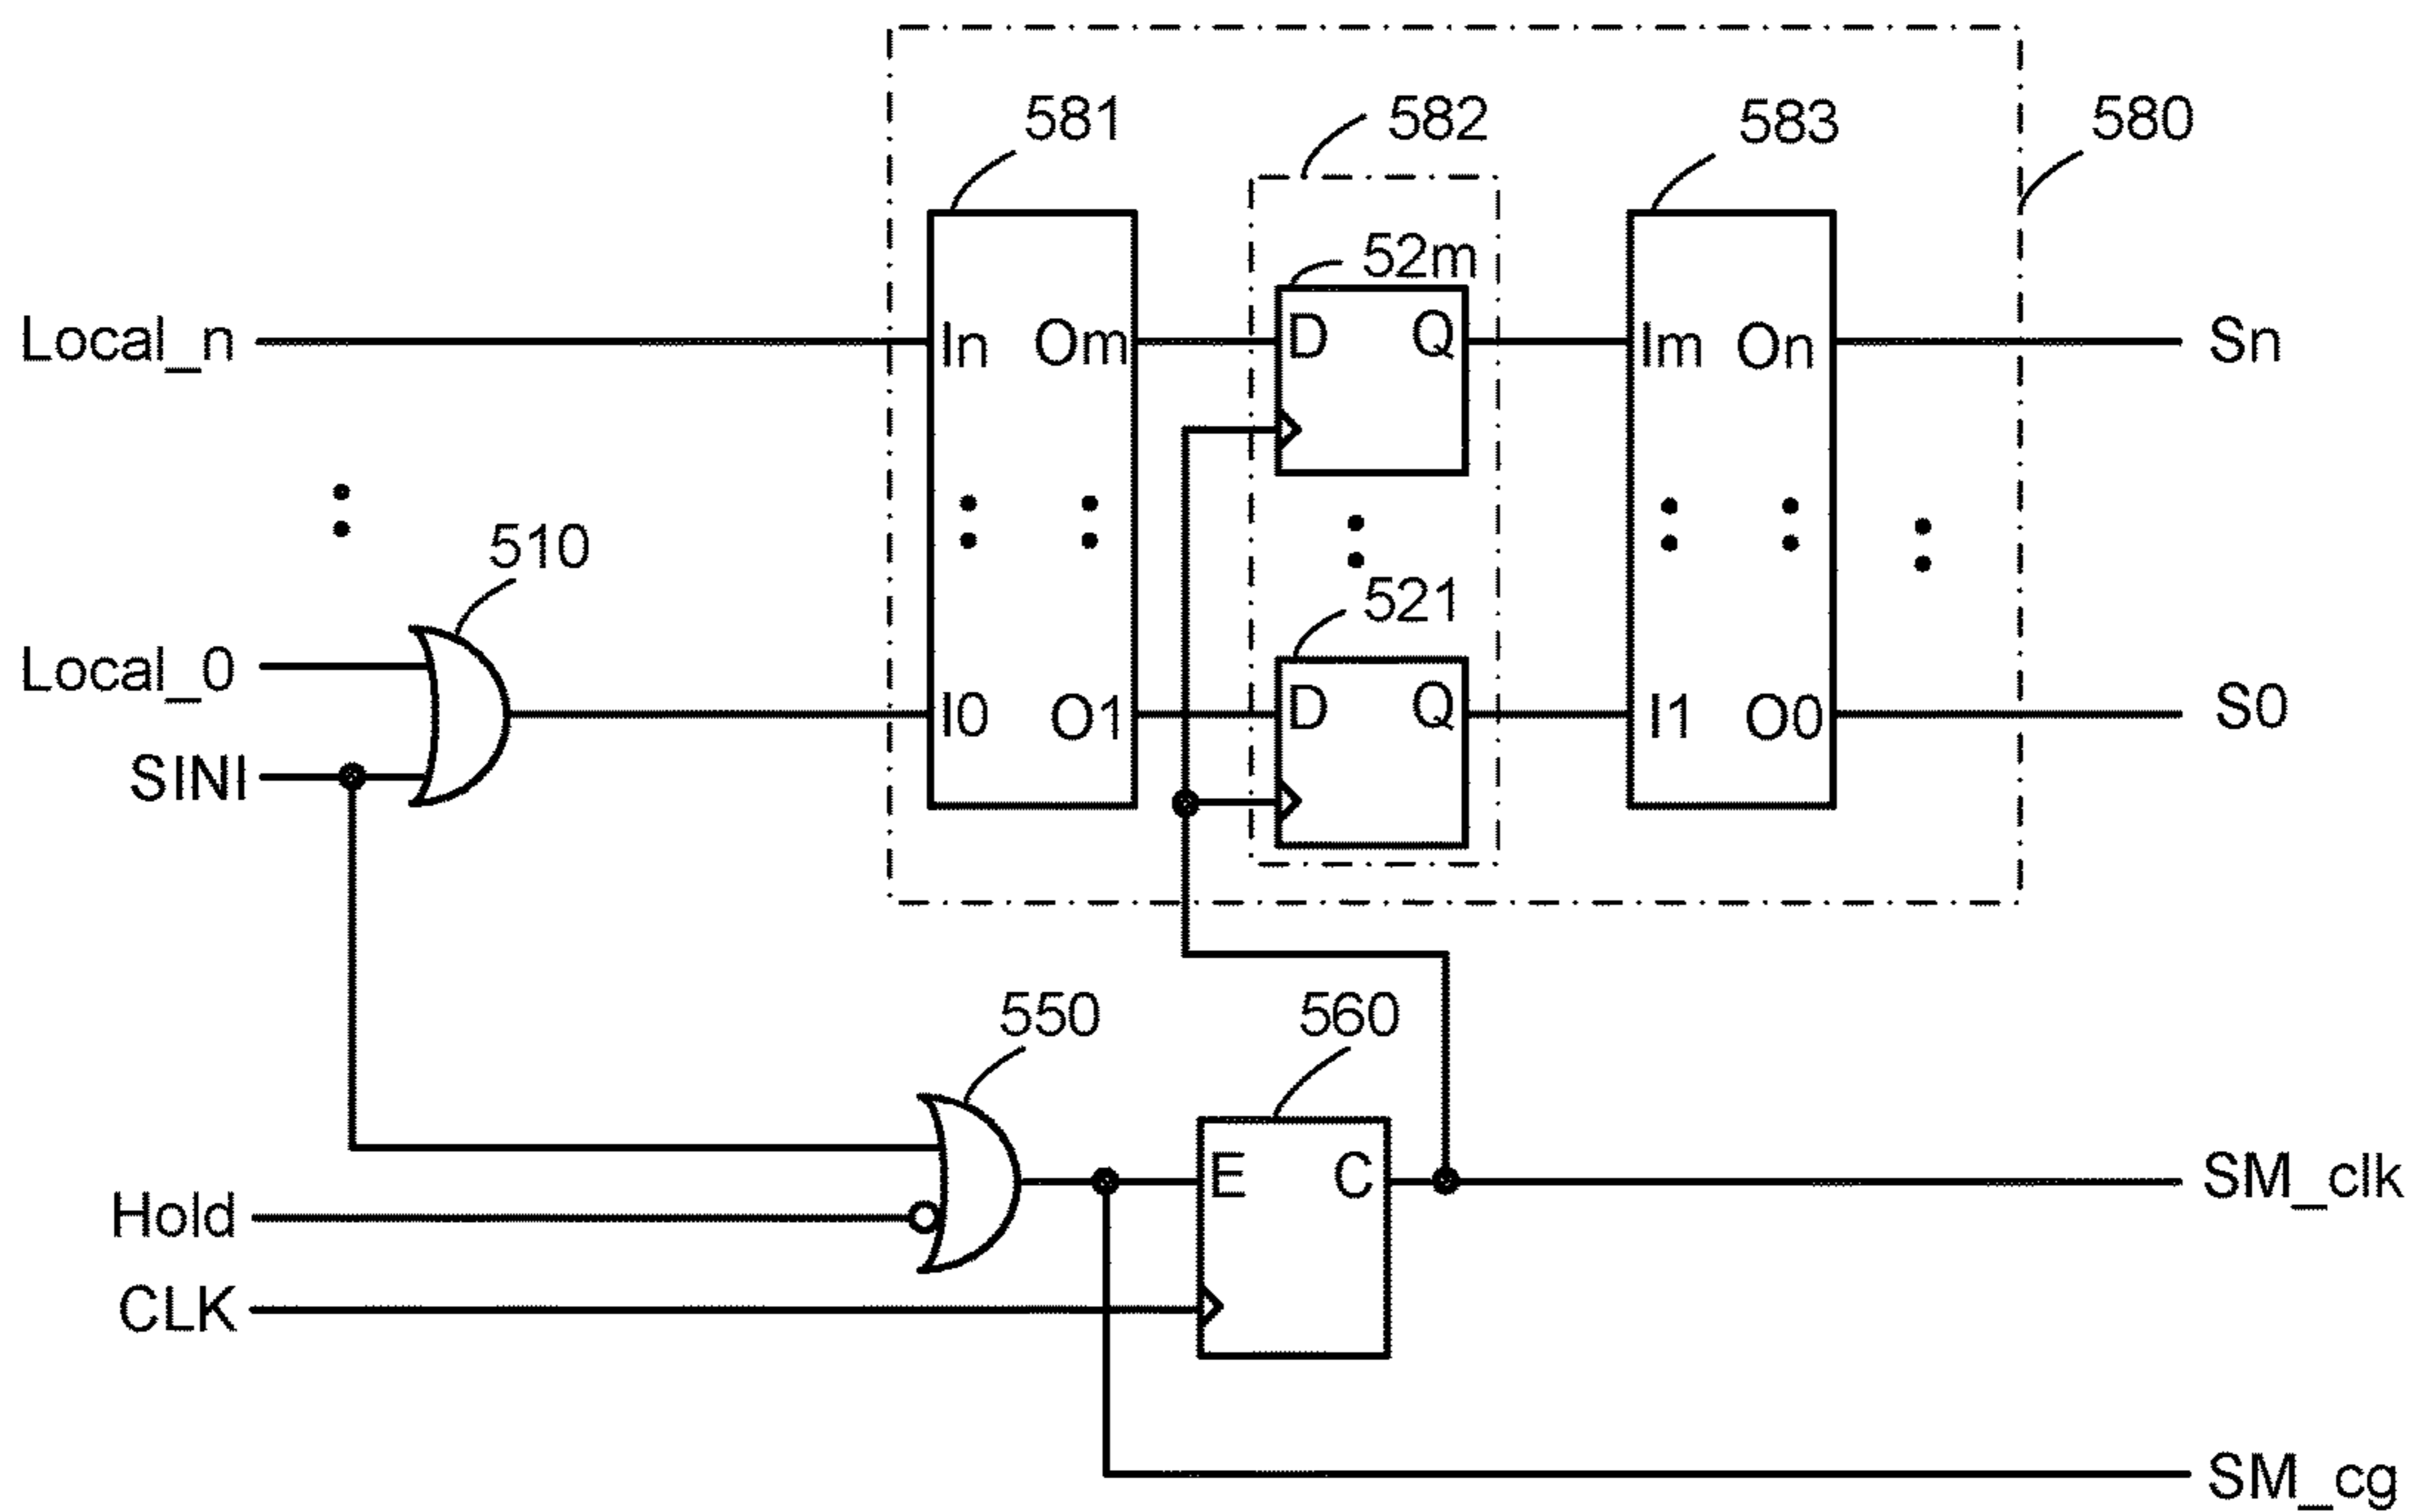 581
582
583
580
52m
Local_n
In
Om
D
Q
Im
On
Sn
510
521
Local_0
I0
O1
D
Q
I1
O0
S0
SINI
550
560
E
C
SM_clk
Hold
CLK
SM_cg